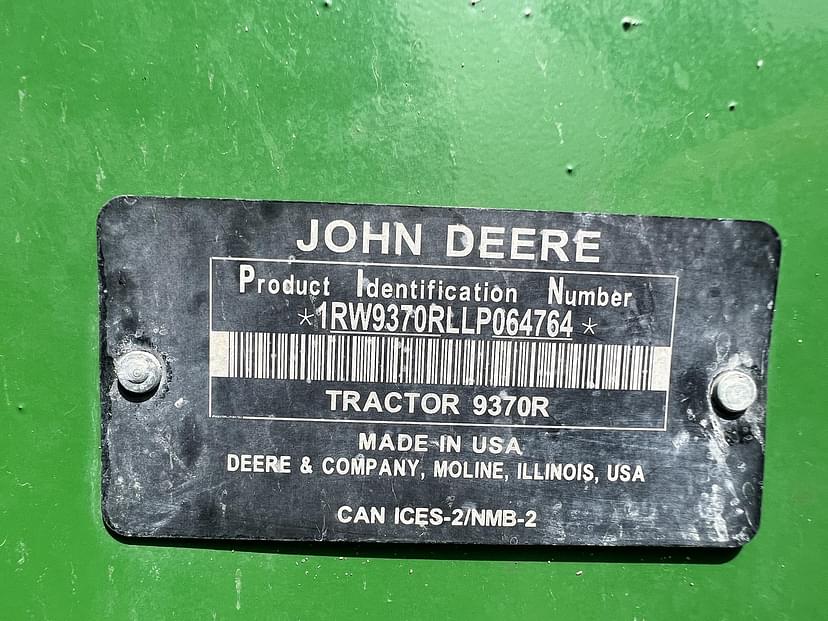 JOHN DEERE
Product Identification Number
*1RW9370RLLP064764*
TRACTOR 9370R
MADE IN USA
DEERE & COMPANY, MOLINE, ILLINOIS, USA
CAN ICES-2/NMB-2